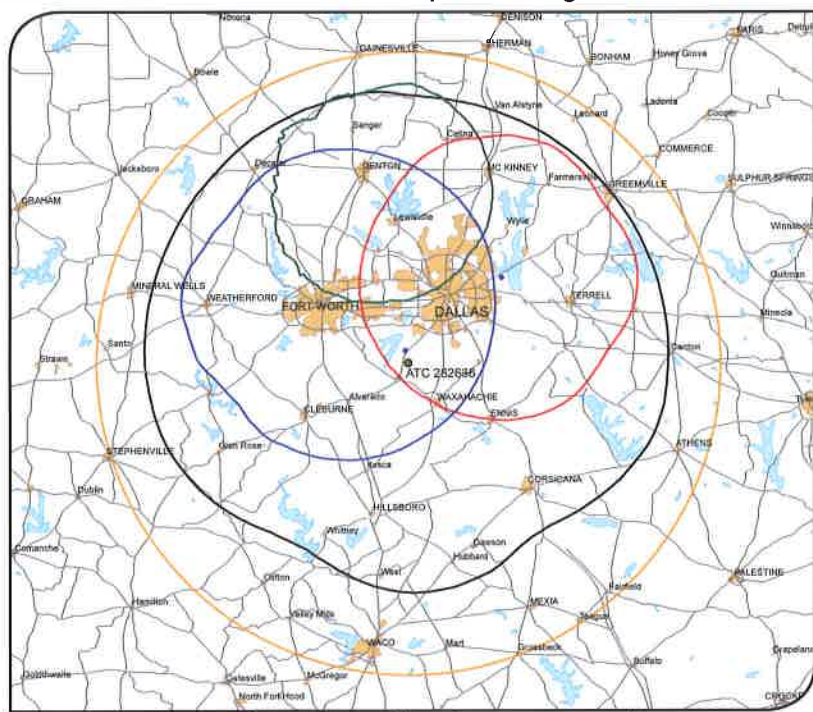 DENISON
PARIS
SHERMAN
GAINESVILLE
BONHAM
Honey Grove
Bowie
Van Alstyne
Ladonia
Leonard
Cooper
Sanger
Celina
COMMERCE
Decatur
DENTON
MC KINNEY
Jacksboro
Farmersville
GREENVILLE
SULPHUR SPRINGS
GRAHAM
Lewisville
Wylie
Winnsboro
Quitman
MINERAL WELLS
WEATHERFORD
FORT WORTH
TERRELL
DALLAS
Mineola
Santo
Canton
Strawn
ATC 282636
Alvarado
WAXAHACHIE
CLEBURNE
ENNIS
STEPHENVILLE
Glen Rose
ATHENS
Itasca
Dublin
CORSICANA
HILLSBORO
Whitney
Dawson
Comanche
Hubbard
West
Clifton
PALESTINE
Fairfield
Hamilton
MEXIA
Valley Mills
Teague
WACO
Mart
Groesbeck
Grapeland
Buffalo
Goldthwaite
Gatesville
McGregor
North Fort Hood